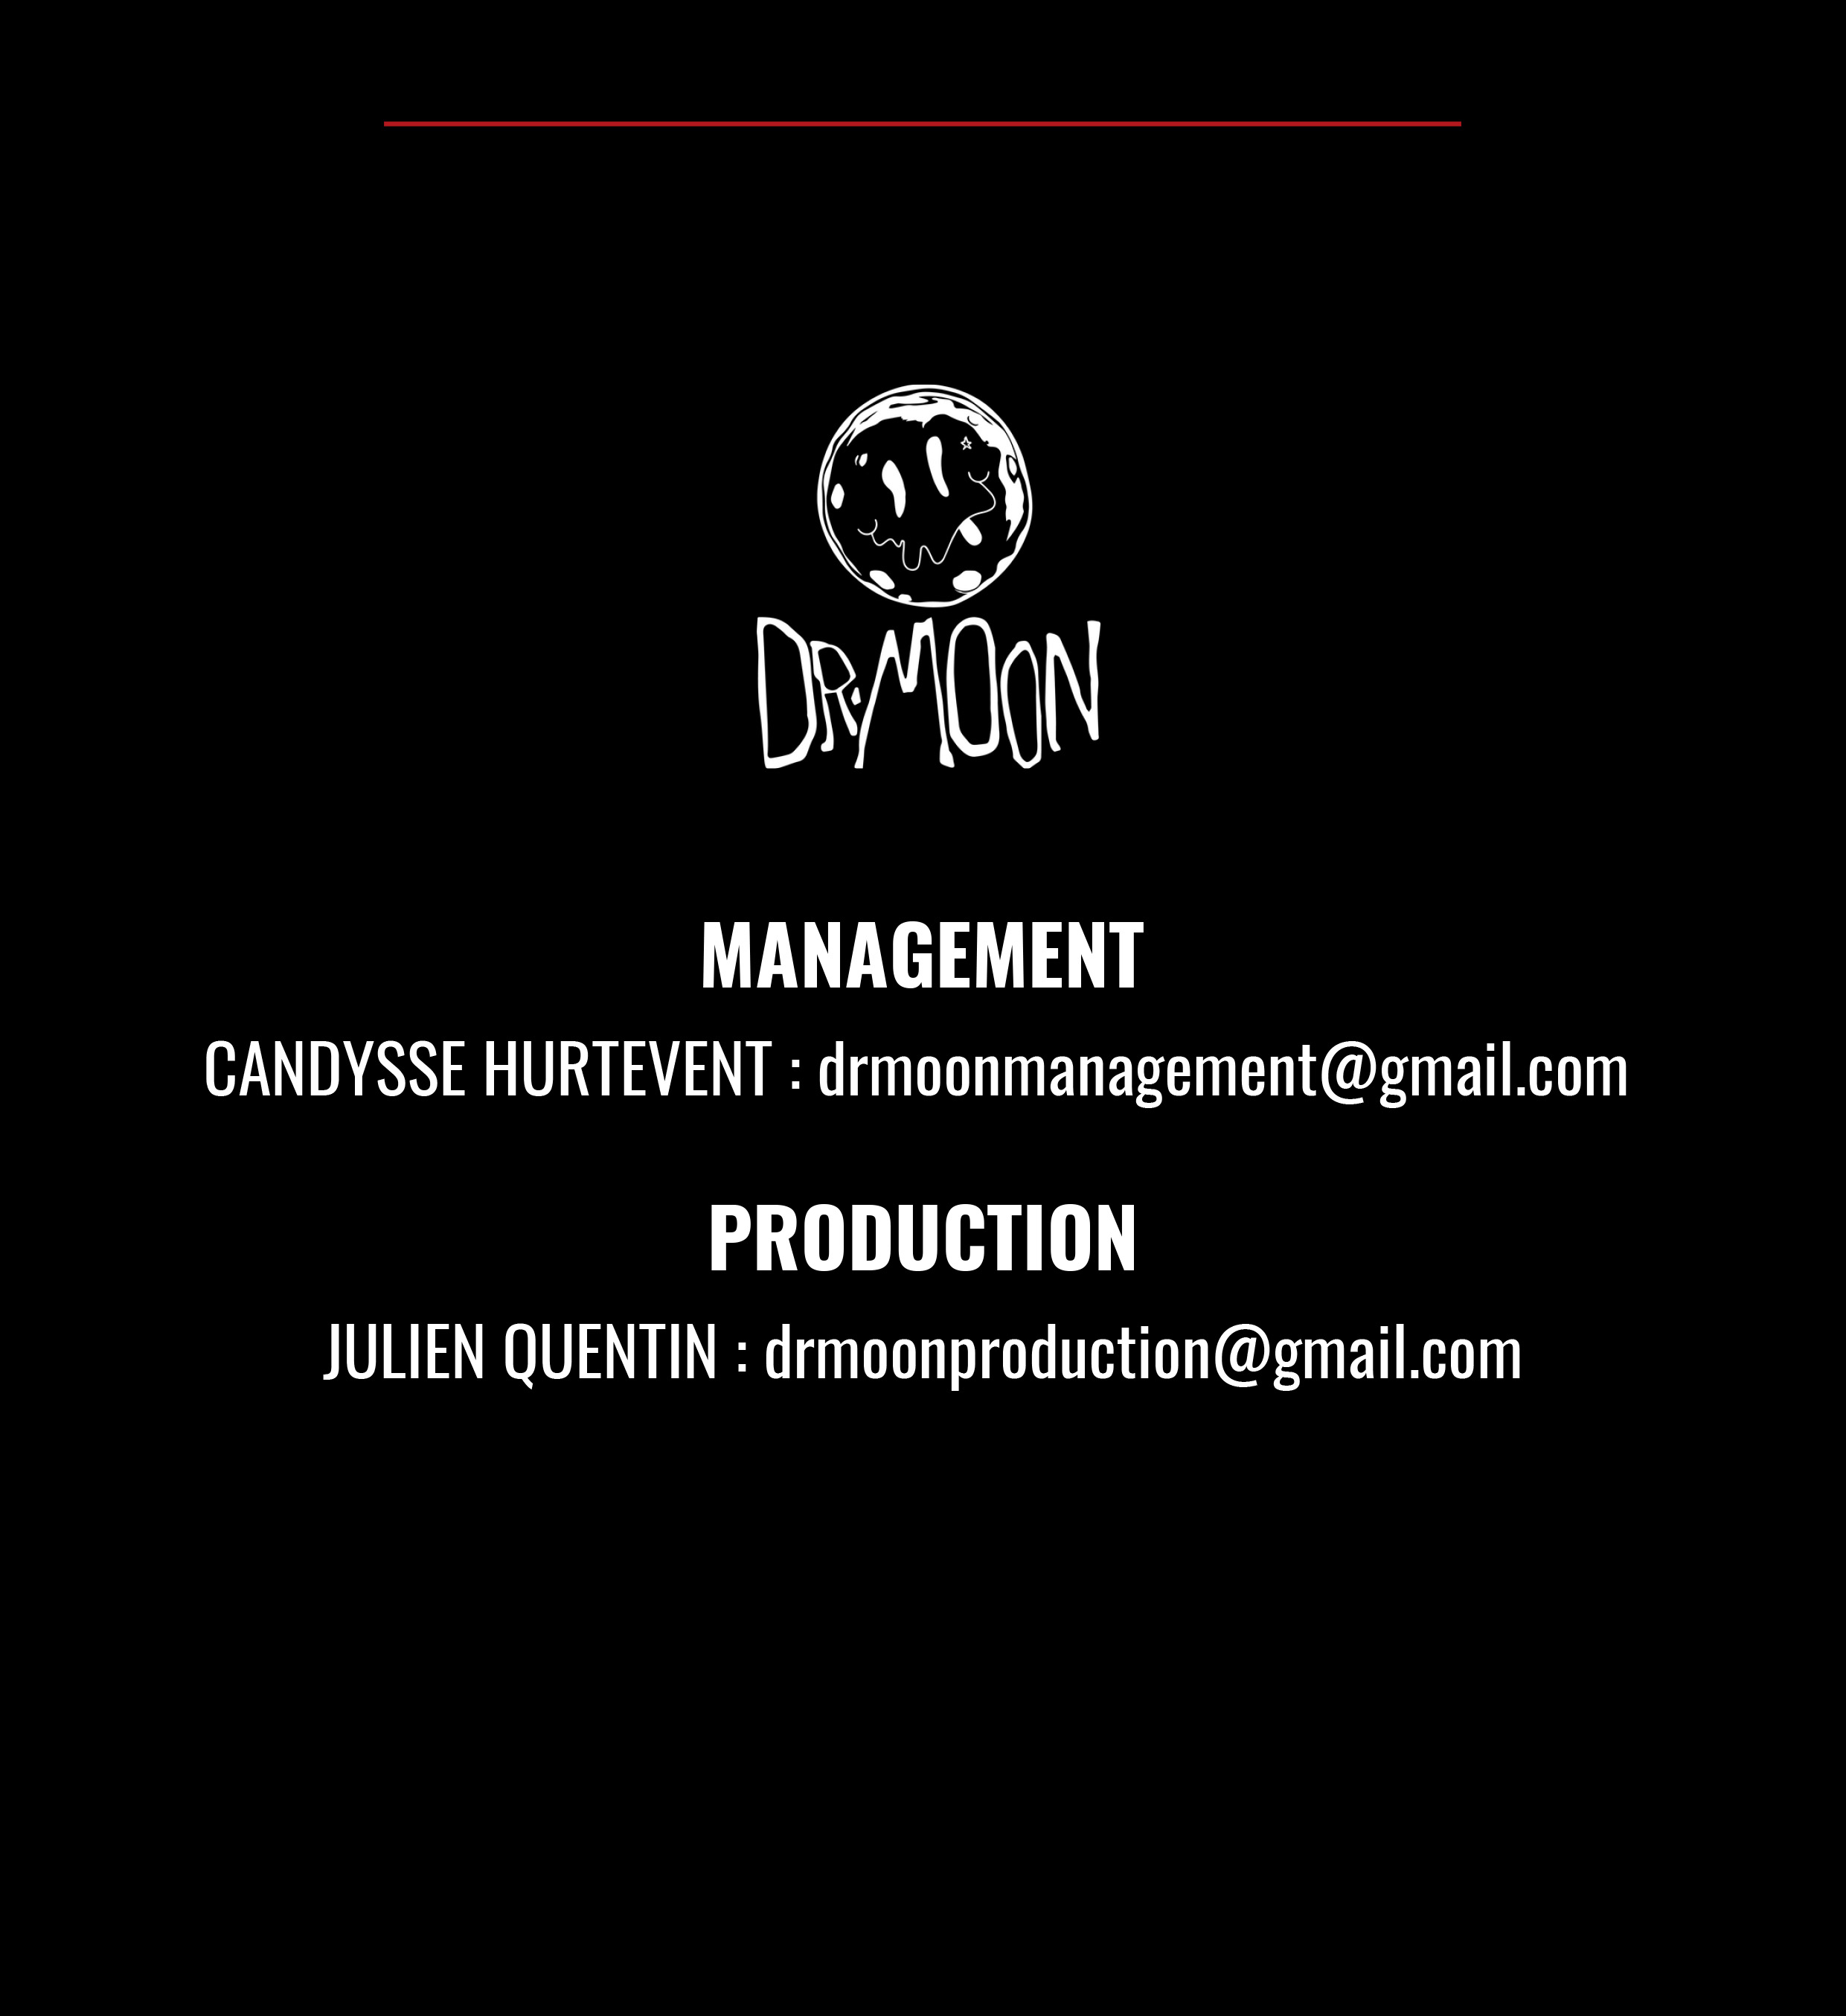 DR.MOON
MANAGEMENT
CANDYSSE HURTEVENT : drmoonmanagement@gmail.com
PRODUCTION
JULIEN QUENTIN : drmoonproduction@gmail.com